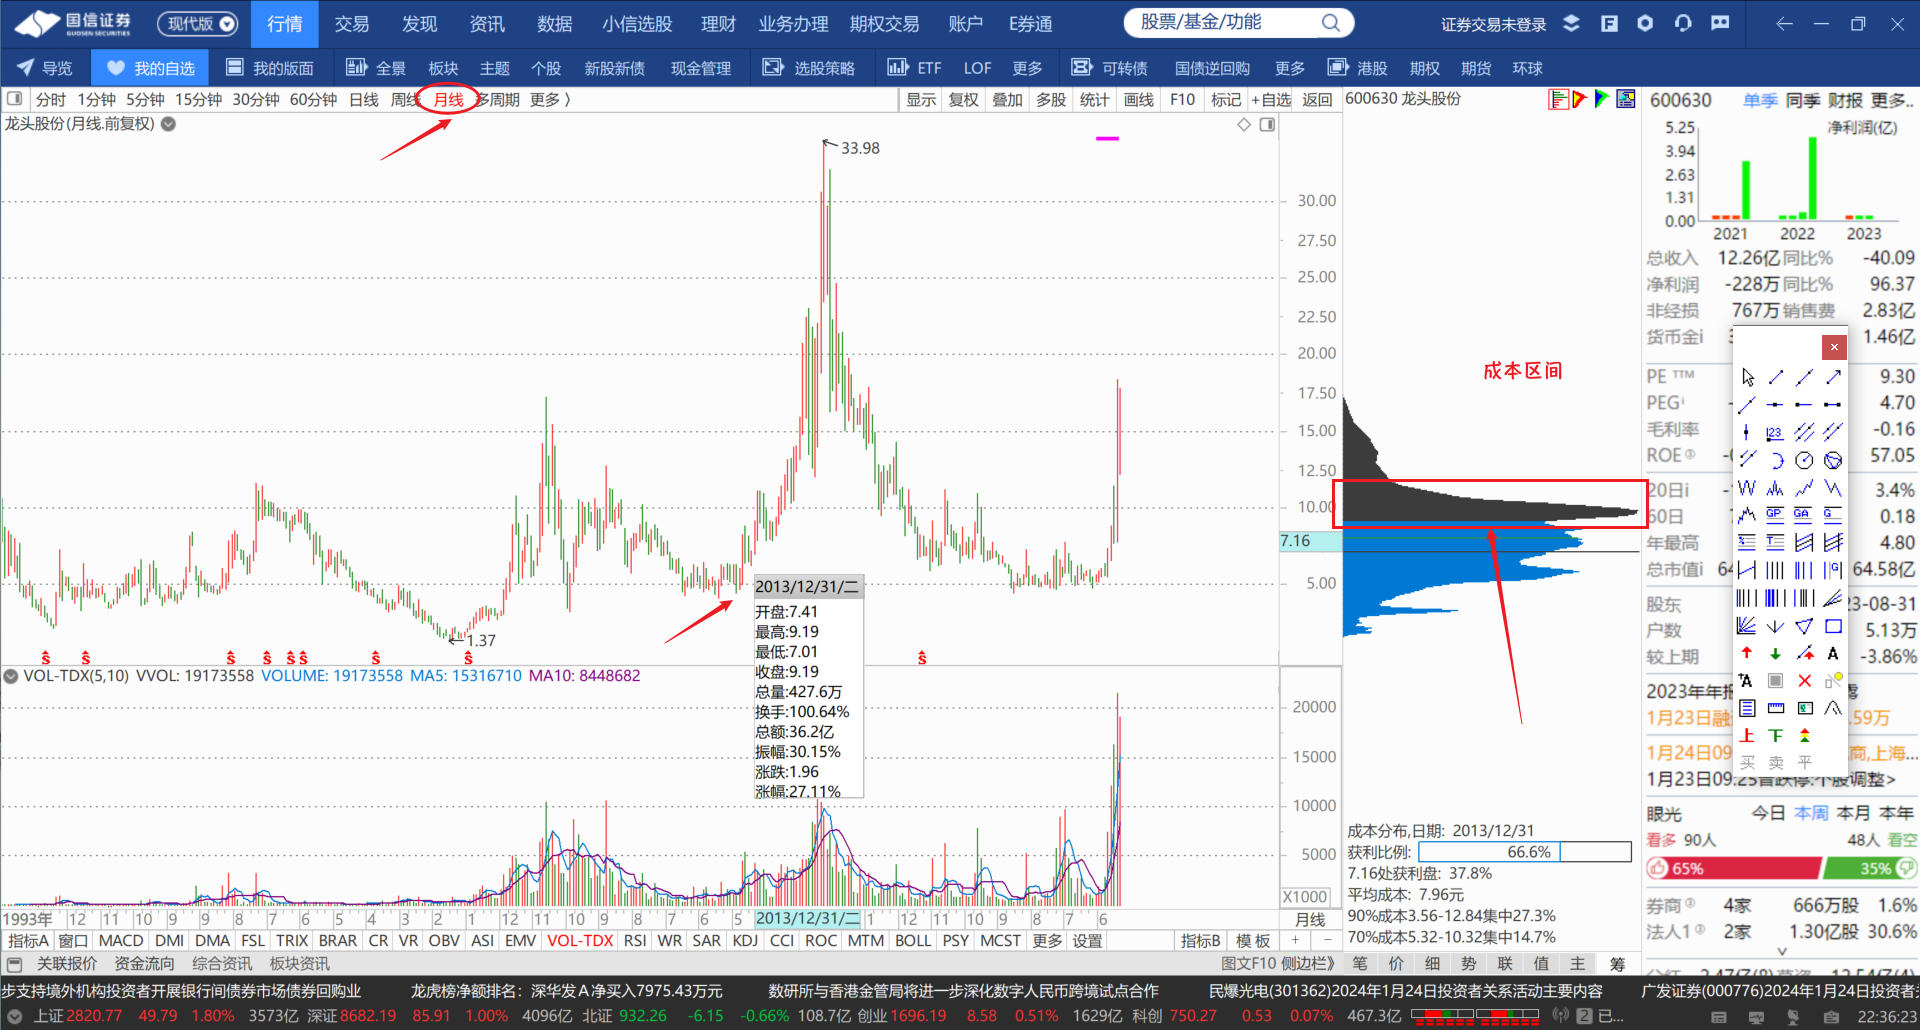 国信证券 GUOSEN SECURITIES 现代版 行情 交易 发现 资讯 数据 小信选股 理财 业务办理 期权交易 账户 E券通 股票/基金/功能 证券交易未登录
导览 我的自选 我的版面 全景 板块 主题 个股 新股新债 现金管理 选股策略 ETF LOF 更多 可转债 国债逆回购 更多 港股 期权 期货 环球
分时 1分钟 5分钟 15分钟 30分钟 60分钟 日线 周线 月线 多周期 更多 显示 复权 叠加 多股 统计 画线 F10 标记 +自选 返回 600630 龙头股份
龙头股份(月线.前复权)
33.98
30.00
27.50
25.00
22.50
20.00
17.50
15.00
12.50
10.00
7.16
5.00
1.37
成本区间
2013/12/31/二
开盘:7.41
最高:9.19
最低:7.01
收盘:9.19
总量:427.6万
换手:100.64%
总额:36.2亿
振幅:30.15%
涨跌:1.96
涨幅:27.11%
VOL-TDX(5,10) VVOL: 19173558 VOLUME: 19173558 MA5: 15316710 MA10: 8448682
20000
15000
10000
5000
X1000
1993年 12 11 10 9 9 8 7 6 5 4 3 2 1 12 11 10 9 8 7 6 5 2013/12/31/二 1 12 11 10 9 8 7 6 月线
成本分布,日期: 2013/12/31
获利比例: 66.6%
7.16处获利盘: 37.8%
平均成本: 7.96元
90%成本3.56-12.84集中27.3%
70%成本5.32-10.32集中14.7%
指标A 窗口 MACD DMI DMA FSL TRIX BRAR CR VR OBV ASI EMV VOL-TDX RSI WR SAR KDJ CCI ROC MTM BOLL PSY MCST 更多 设置 指标B 模板 + -
关联报价 资金流向 综合资讯 板块资讯 图文F10 侧边栏》 笔 价 细 势 联 值 主 筹
600630 单季 同季 财报 更多..
净利润(亿)
5.25
3.94
2.63
1.31
0.00
2021 2022 2023
总收入 12.26亿 同比% -40.09
净利润 -228万 同比% 96.37
非经损 767万 销售费 2.83亿
货币金i 1.46亿
PE TTM 9.30
PEG 4.70
毛利率 -0.16
ROE 57.05
20日i 3.4%
60日 0.18
年最高 4.80
总市值i 64.58亿
股东 23-08-31
户数 5.13万
较上期 -3.86%
2023年年报
1月23日融 .59万
1月24日09 商,上海...
1月23日09:25
个股调整>
123
GP GA G
A
A
上 下
买 卖 平
眼光 今日 本周 本月 本年
看多 90人 48人 看空
65% 35%
券商 4家 666万股 1.6%
法人1 2家 1.30亿股 30.6%
步支持境外机构投资者开展银行间债券市场债券回购业 龙虎榜净额排名：深华发A净买入7975.43万元 数研所与香港金管局将进一步深化数字人民币跨境试点合作 民爆光电(301362)2024年1月24日投资者关系活动主要内容 广发证券(000776)2024年1月24日投资者
上证2820.77 49.79 1.80% 3573亿 深证8682.19 85.91 1.00% 4096亿 北证 932.26 -6.15 -0.66% 108.7亿 创业1696.19 8.58 0.51% 1629亿 科创 750.27 0.53 0.07% 467.3亿 2 已... 22:36:23